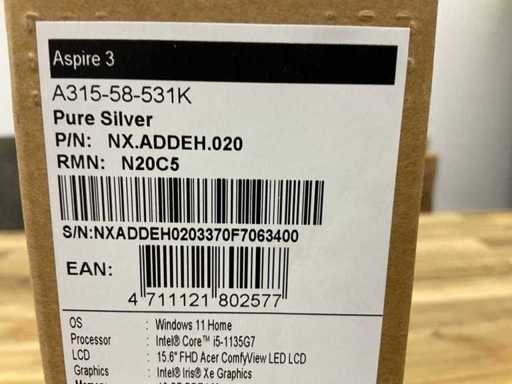 Aspire 3
A315-58-531K
Pure Silver
P/N: NX.ADDEH.020
RMN: N20C5
S/N:NXADDEH0203370F7063400
EAN:
4 711121 802577
OS : Windows 11 Home
Processor : Intel® Core™ i5-1135G7
LCD : 15.6" FHD Acer ComfyView LED LCD
Graphics : Intel® Iris® Xe Graphics